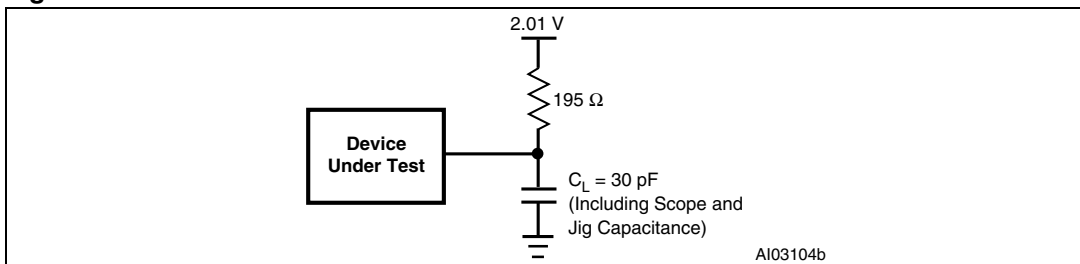 2.01 V
195 Ω
Device
Under Test
C_L = 30 pF
(Including Scope and
Jig Capacitance)
AI03104b